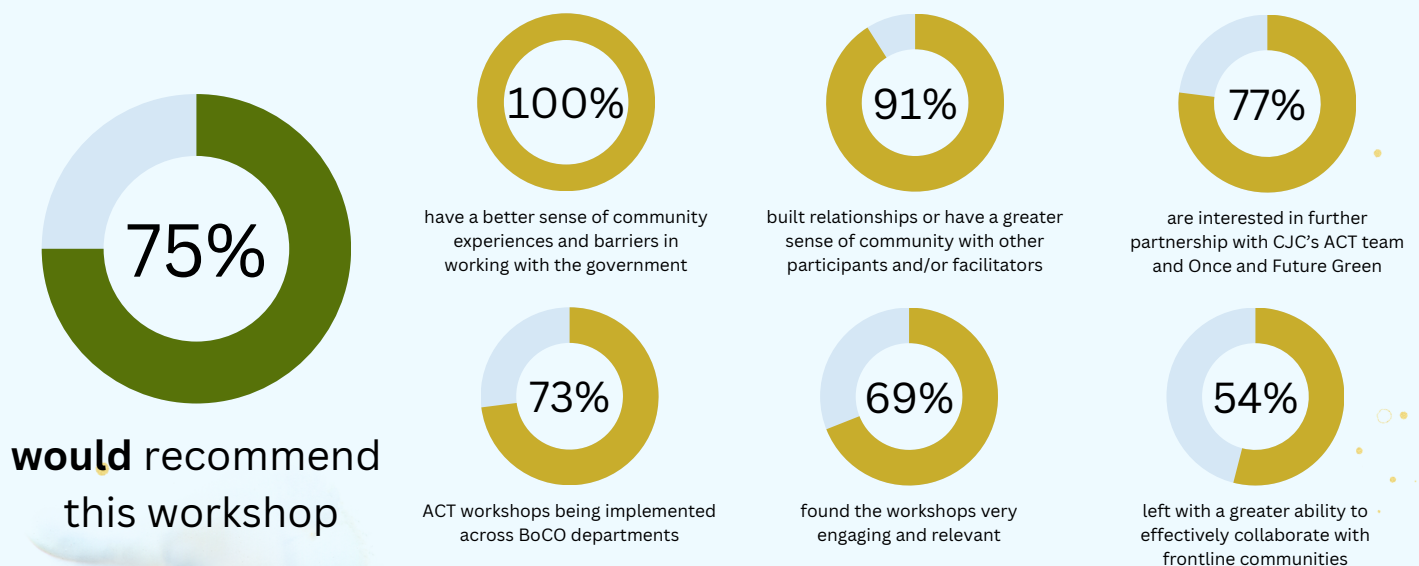 75%
would recommend
this workshop
100%
have a better sense of community
experiences and barriers in
working with the government
91%
built relationships or have a greater
sense of community with other
participants and/or facilitators
77%
are interested in further
partnership with CJC’s ACT team
and Once and Future Green
73%
ACT workshops being implemented
across BoCO departments
69%
found the workshops very
engaging and relevant
54%
left with a greater ability to
effectively collaborate with
frontline communities